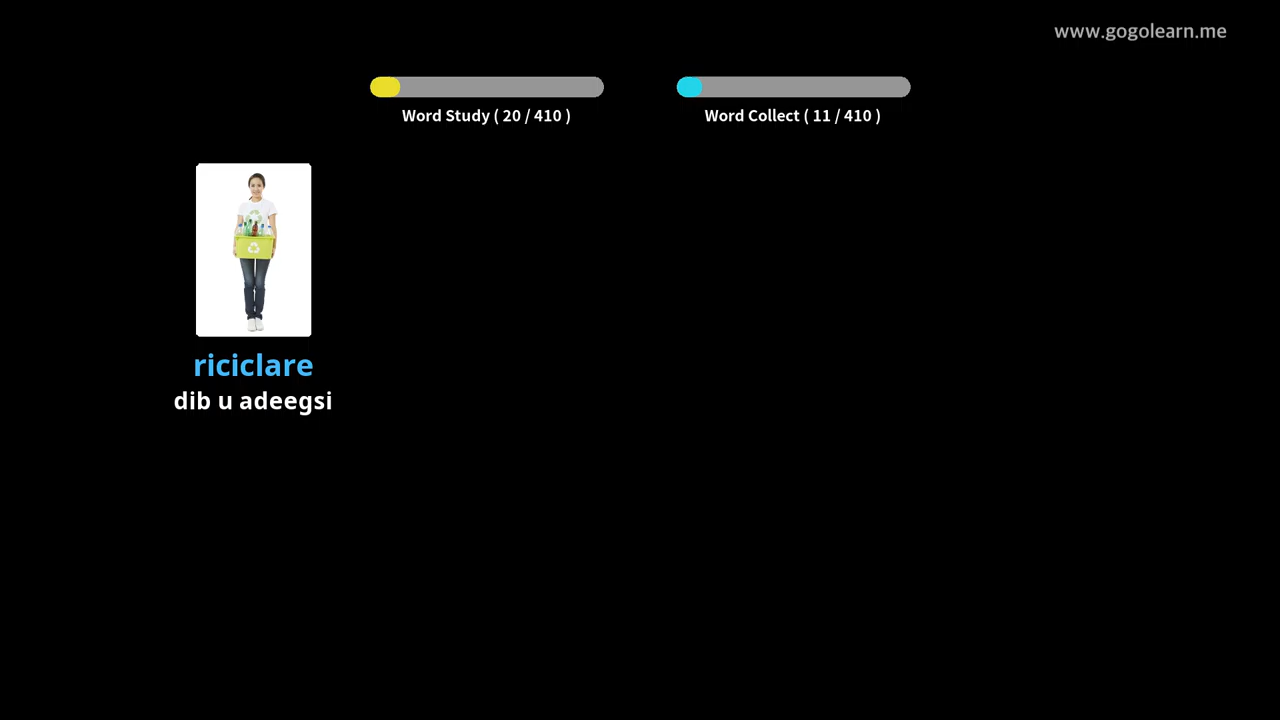 www.gogolearn.me
Word Study ( 20 / 410 )
Word Collect ( 11 / 410 )
riciclare
dib u adeegsi